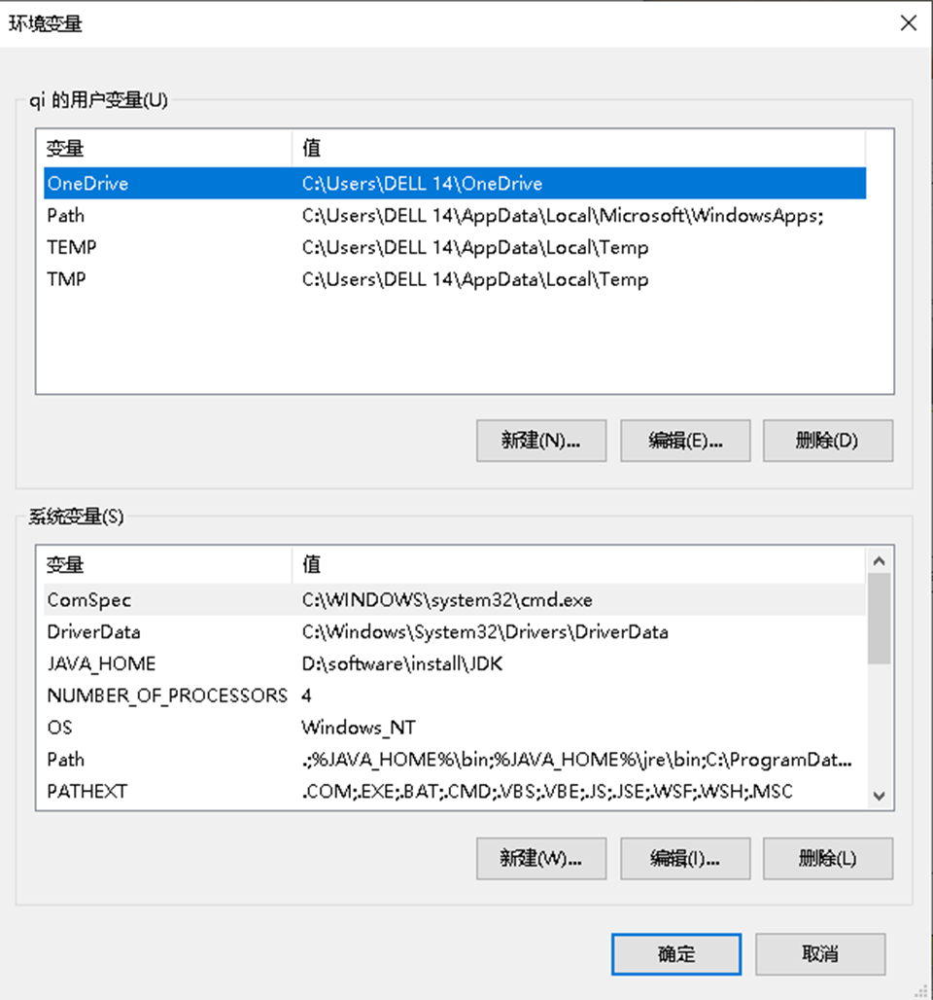 环境变量
qi 的用户变量(U)
变量 值
OneDrive C:\Users\DELL 14\OneDrive
Path C:\Users\DELL 14\AppData\Local\Microsoft\WindowsApps;
TEMP C:\Users\DELL 14\AppData\Local\Temp
TMP C:\Users\DELL 14\AppData\Local\Temp
新建(N)... 编辑(E)... 删除(D)
系统变量(S)
变量 值
ComSpec C:\WINDOWS\system32\cmd.exe
DriverData C:\Windows\System32\Drivers\DriverData
JAVA_HOME D:\software\install\JDK
NUMBER_OF_PROCESSORS 4
OS Windows_NT
Path .;%JAVA_HOME%\bin;%JAVA_HOME%\jre\bin;C:\ProgramDat...
PATHEXT .COM;.EXE;.BAT;.CMD;.VBS;.VBE;.JS;.JSE;.WSF;.WSH;.MSC
新建(W)... 编辑(I)... 删除(L)
确定 取消